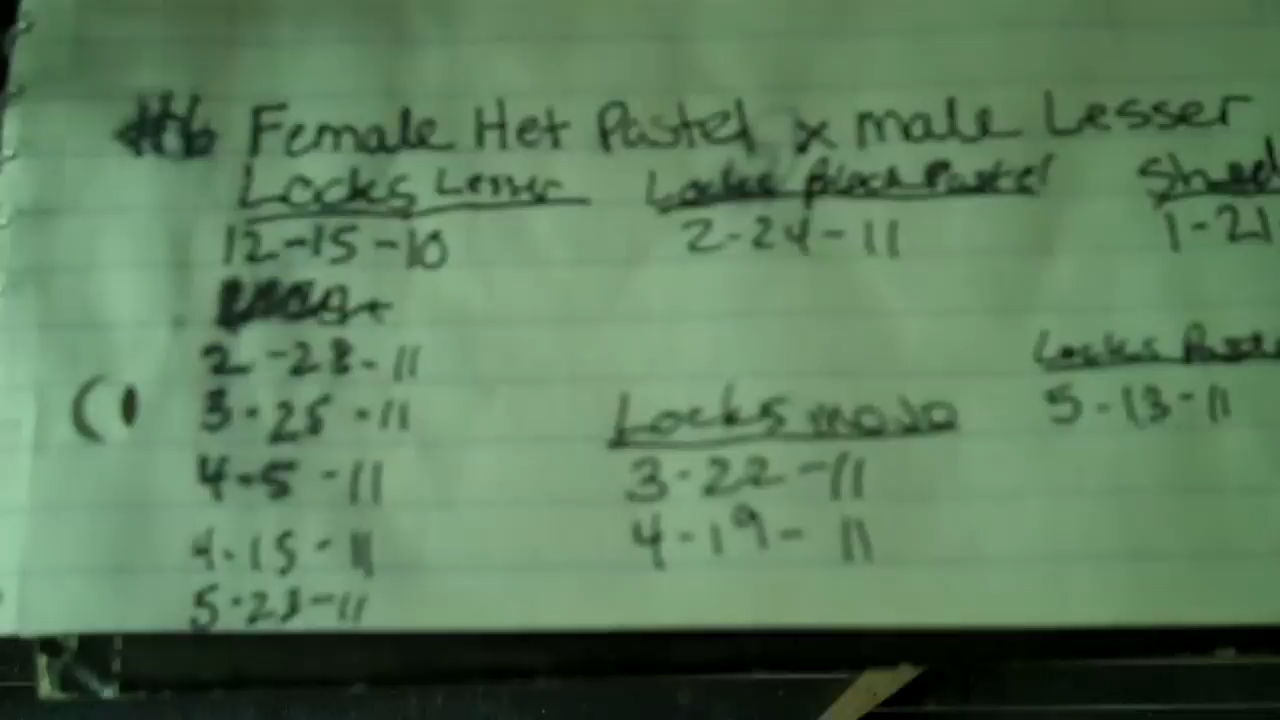 Female Het Pastel x male Lesser
Locks Lesser Locks Black Pastel Shed
12-15-10 2-24-11 1-21
2-28-11 Locks Paste
3-25-11 Locks mojo 5-13-11
4-5-11 3-22-11
4-15-11 4-19-11
5-23-11